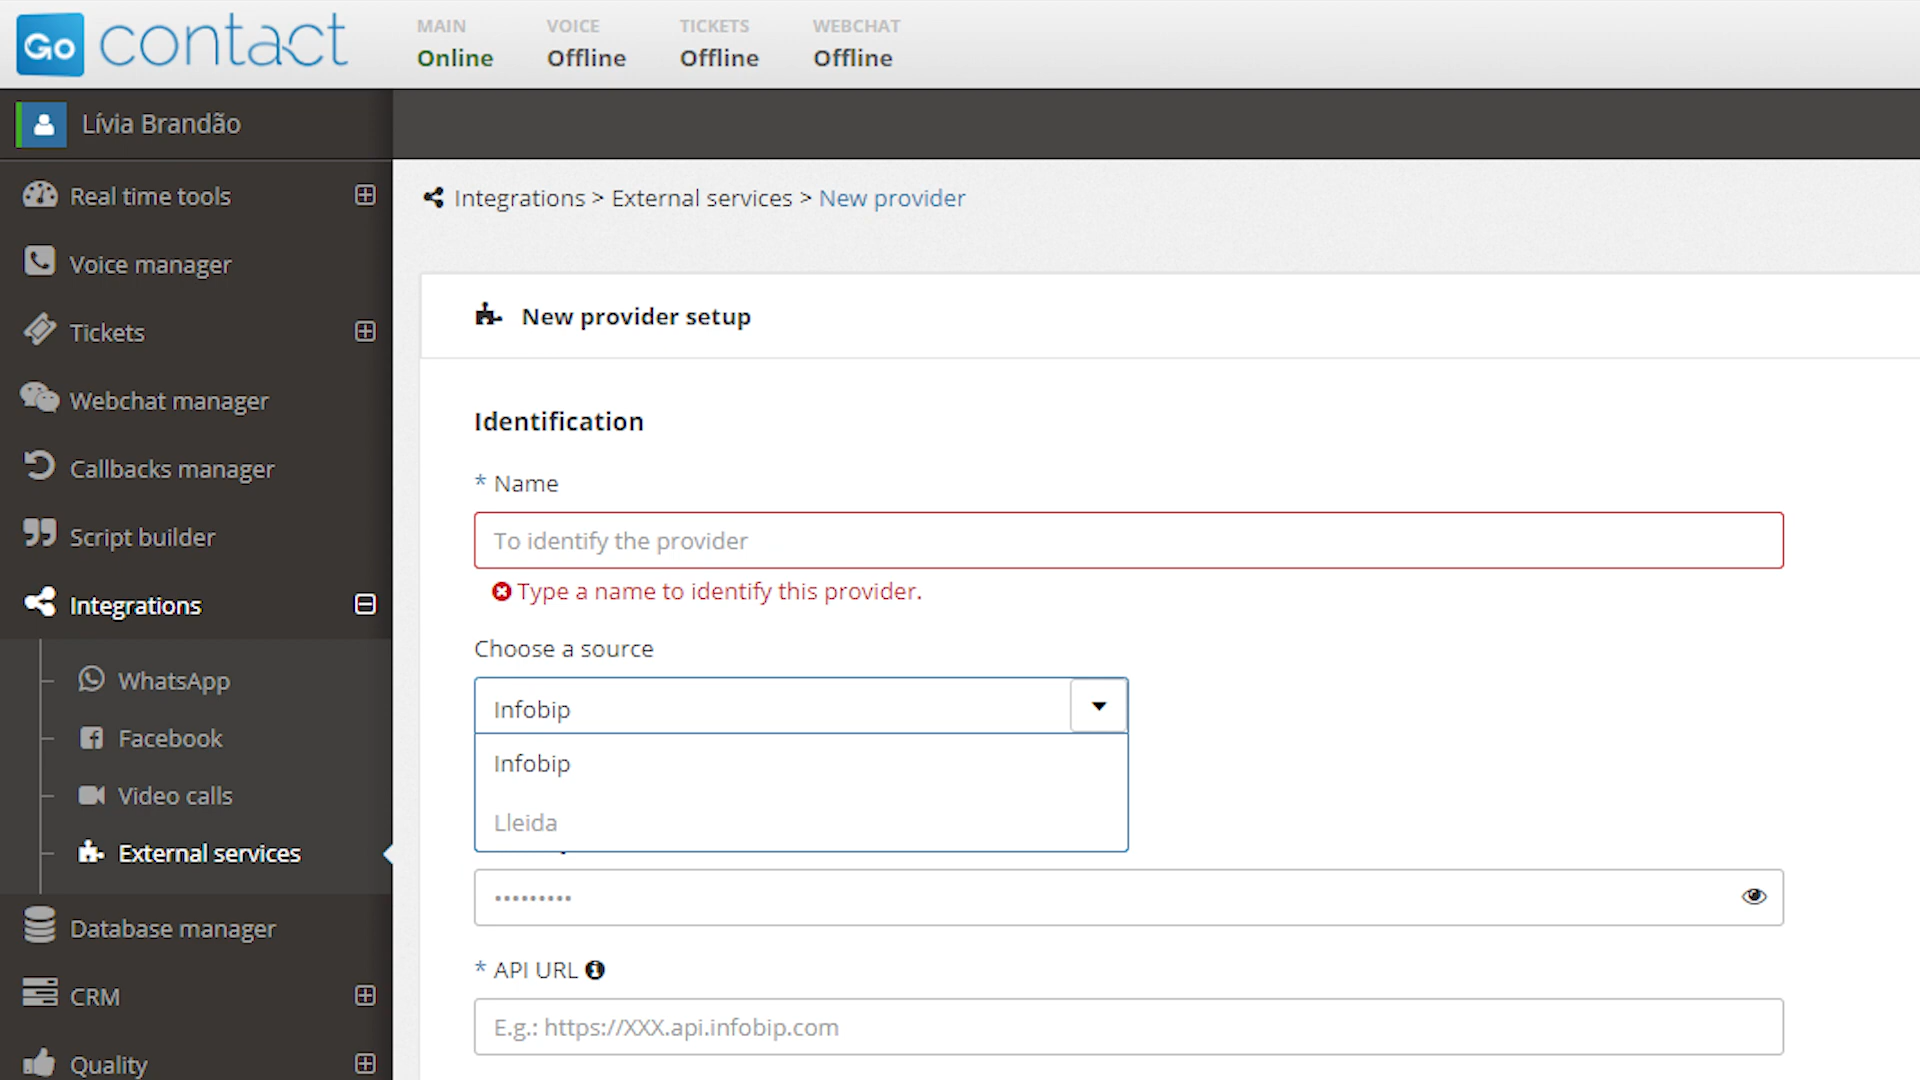 Go contact
MAIN
Online
VOICE
Offline
TICKETS
Offline
WEBCHAT
Offline
Lívia Brandão
Real time tools
Voice manager
Tickets
Webchat manager
Callbacks manager
Script builder
Integrations
WhatsApp
Facebook
Video calls
External services
Database manager
CRM
Quality
Integrations > External services > New provider
New provider setup
Identification
* Name
To identify the provider
Type a name to identify this provider.
Choose a source
Infobip
Infobip
Lleida
•••••••••
* API URL
E.g.: https://XXX.api.infobip.com